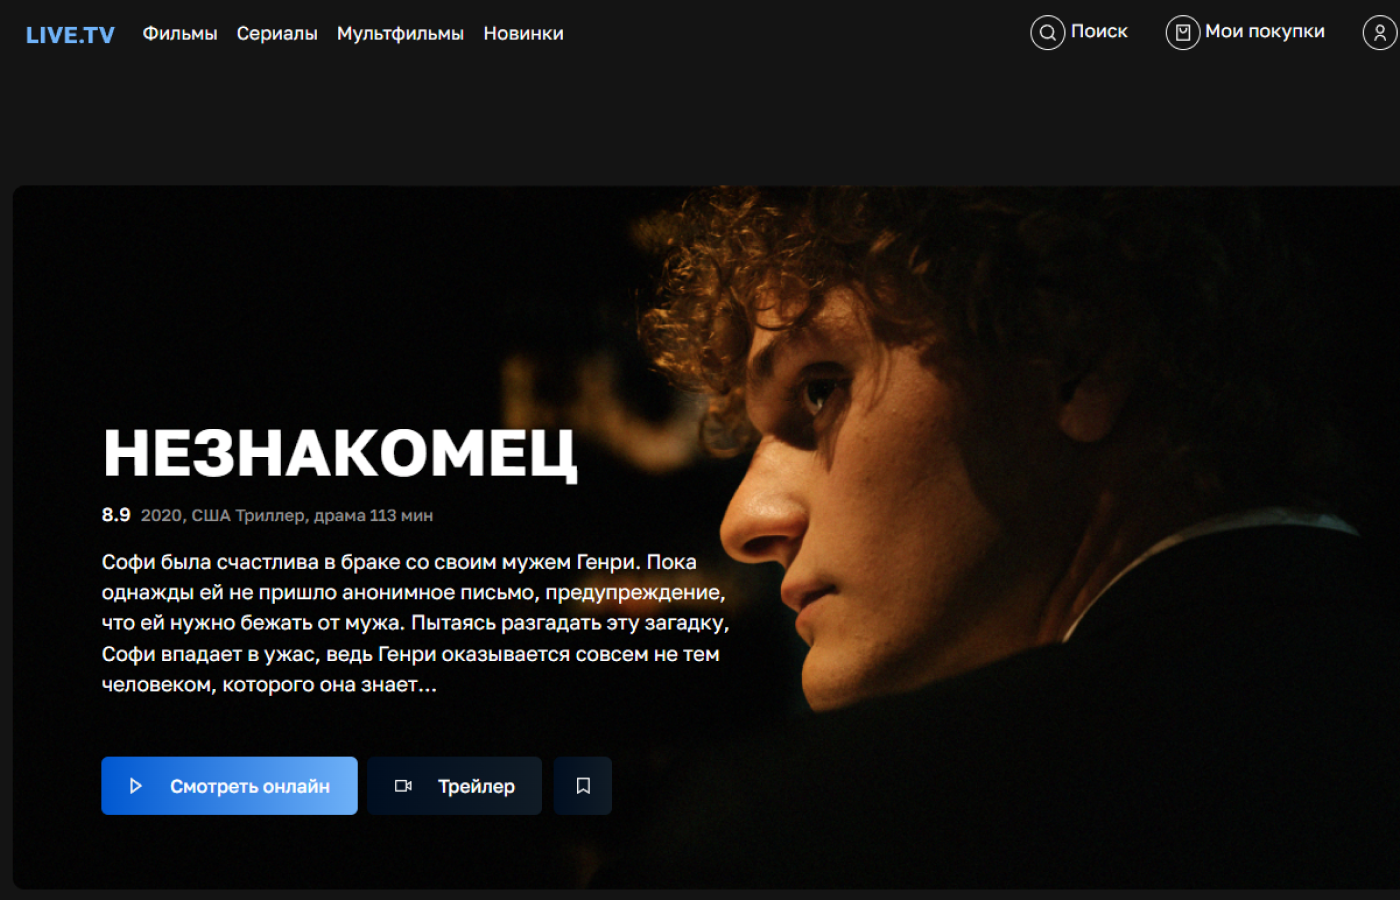 LIVE.TV Фильмы Сериалы Мультфильмы Новинки Поиск Мои покупки
НЕЗНАКОМЕЦ
8.9 2020, США Триллер, драма 113 мин
Софи была счастлива в браке со своим мужем Генри. Пока
однажды ей не пришло анонимное письмо, предупреждение,
что ей нужно бежать от мужа. Пытаясь разгадать эту загадку,
Софи впадает в ужас, ведь Генри оказывается совсем не тем
человеком, которого она знает...
Смотреть онлайн Трейлер